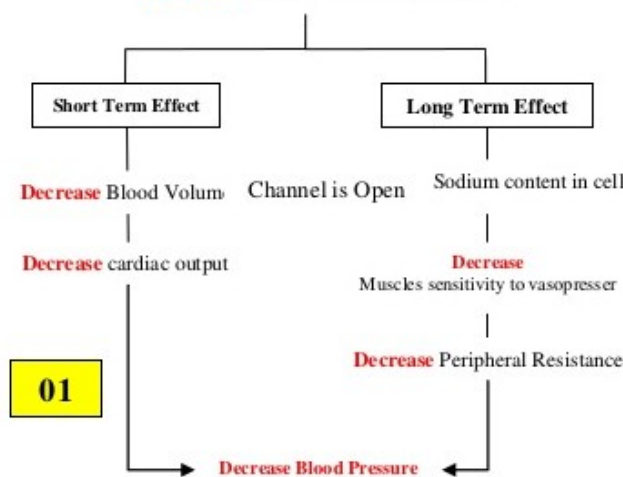 Short Term Effect
Long Term Effect
Decrease Blood Volum
Channel is Open
Sodium content in cell
Decrease cardiac output
Decrease
Muscles sensitivity to vasopresser
Decrease Peripheral Resistance
01
Decrease Blood Pressure